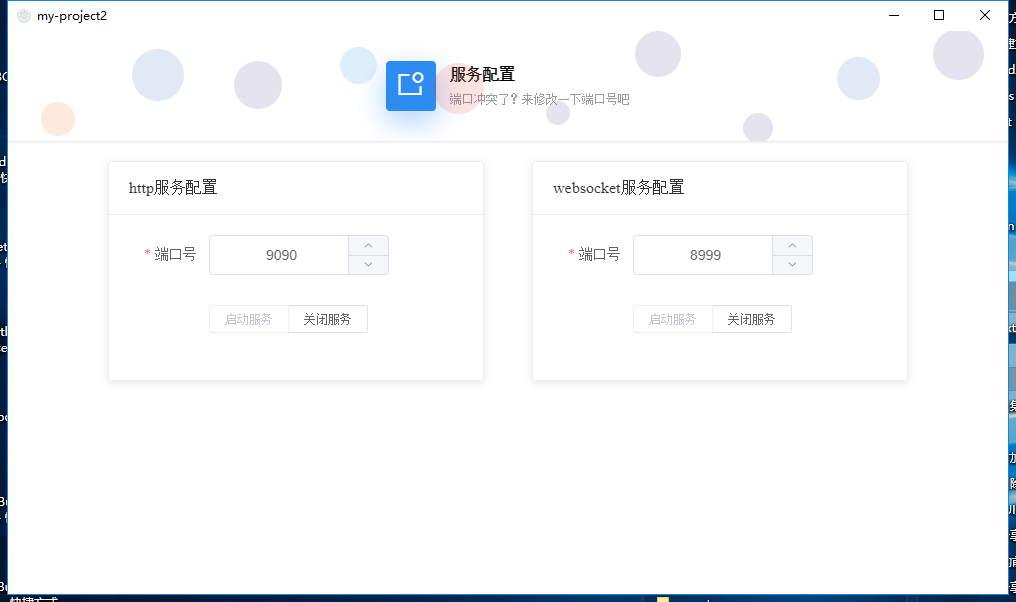 my-project2
服务配置
端口冲突了？来修改一下端口号吧
http服务配置
* 端口号 9090
启动服务 关闭服务
websocket服务配置
* 端口号 8999
启动服务 关闭服务